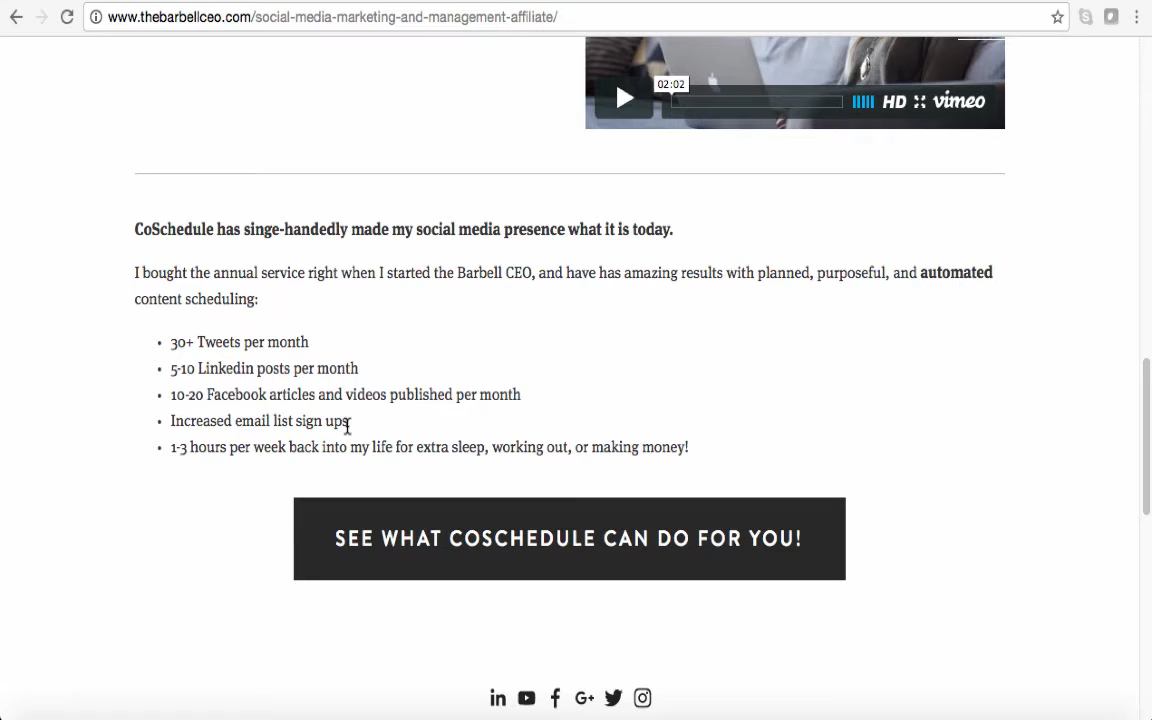 www.thebarbellceo.com/social-media-marketing-and-management-affiliate/
02:02
HD vimeo
CoSchedule has singe-handedly made my social media presence what it is today.
I bought the annual service right when I started the Barbell CEO, and have has amazing results with planned, purposeful, and automated
content scheduling:
• 30+ Tweets per month
• 5-10 Linkedin posts per month
• 10-20 Facebook articles and videos published per month
• Increased email list sign ups
• 1-3 hours per week back into my life for extra sleep, working out, or making money!
SEE WHAT COSCHEDULE CAN DO FOR YOU!
in f G+